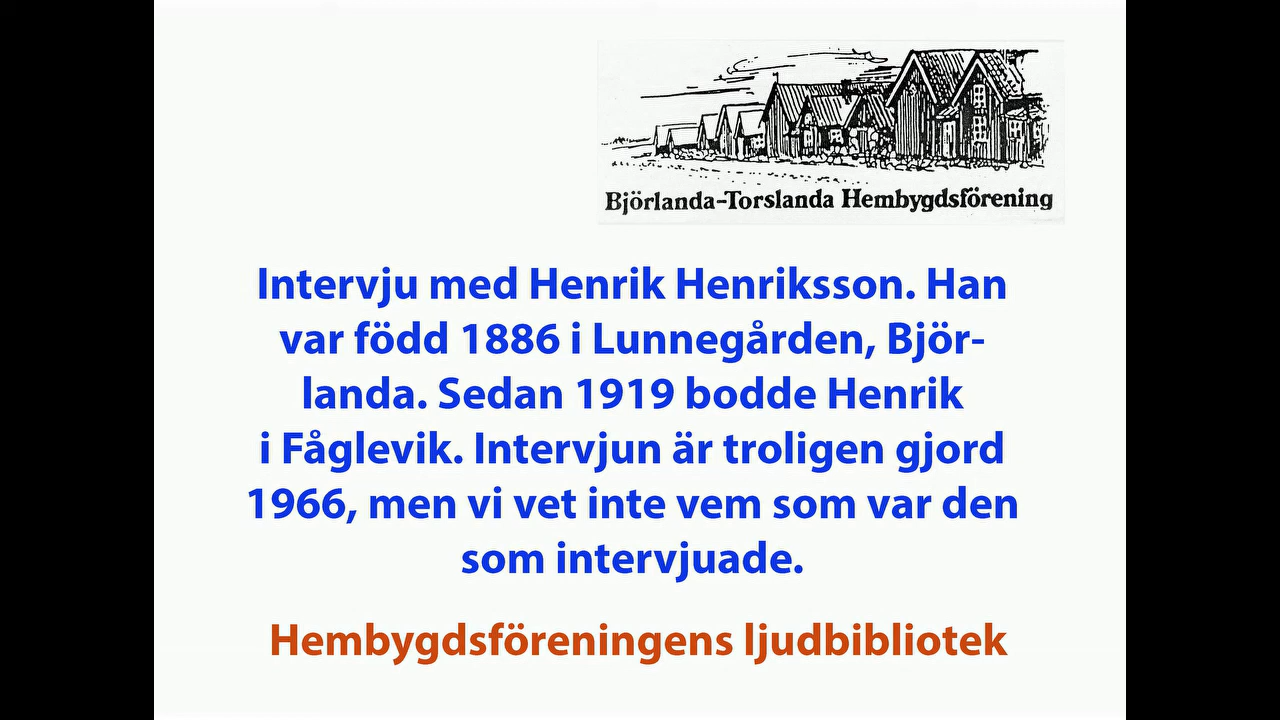 Björlanda-Torslanda Hembygdsförening
Intervju med Henrik Henriksson. Han
var född 1886 i Lunnegården, Björ-
landa. Sedan 1919 bodde Henrik
i Fåglevik. Intervjun är troligen gjord
1966, men vi vet inte vem som var den
som intervjuade.
Hembygdsföreningens ljudbibliotek